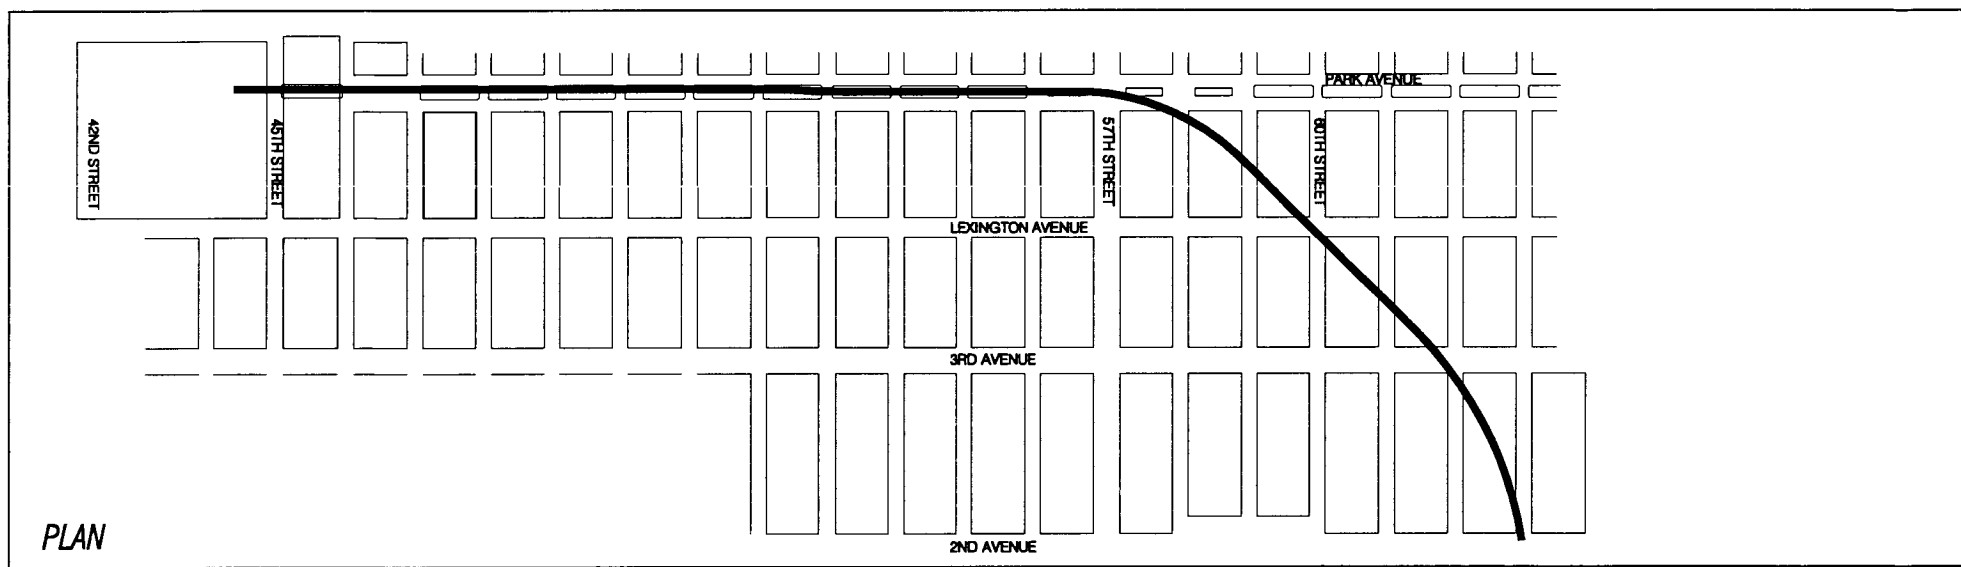 PARK AVENUE
42ND STREET
45TH STREET
57TH STREET
60TH STREET
LEXINGTON AVENUE
3RD AVENUE
PLAN
2ND AVENUE